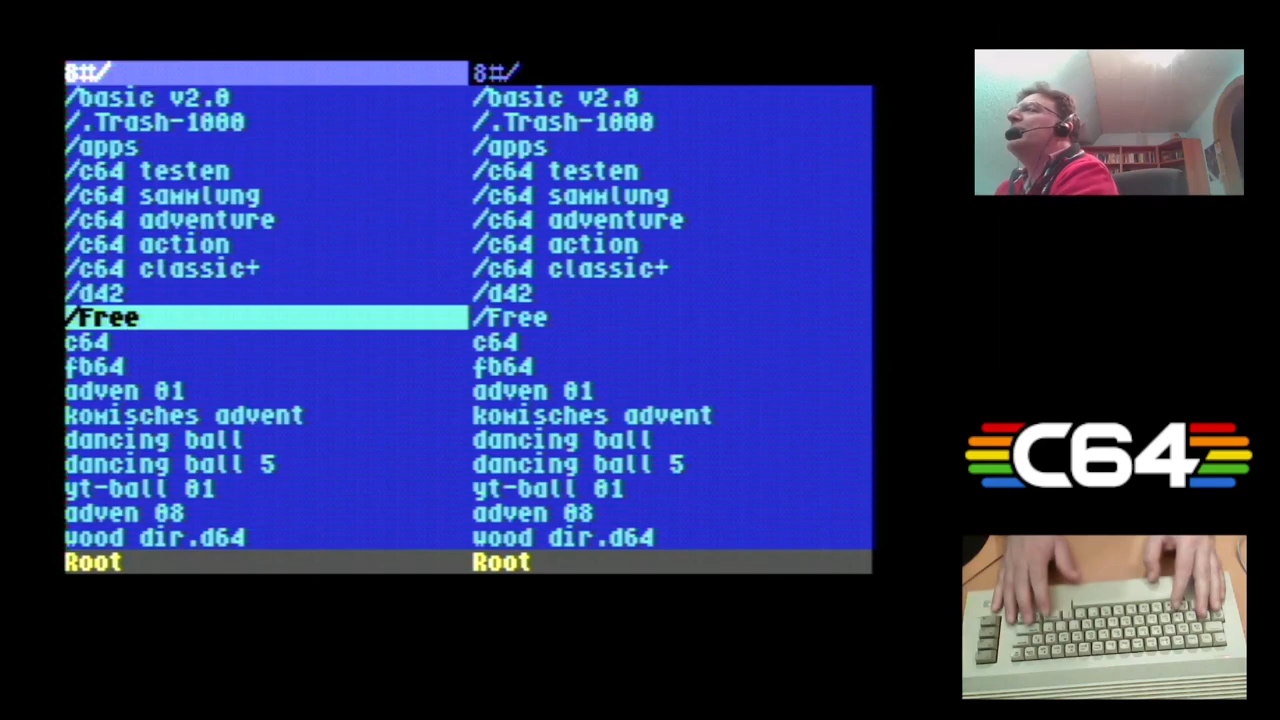 8#/
/basic v2.0
/.Trash-1000
/apps
/c64 testen
/c64 sammlung
/c64 adventure
/c64 action
/c64 classic+
/d42
/Free
c64
fb64
adven 01
komisches advent
dancing ball
dancing ball 5
yt-ball 01
adven 08
wood dir.d64
Root
8#/
/basic v2.0
/.Trash-1000
/apps
/c64 testen
/c64 sammlung
/c64 adventure
/c64 action
/c64 classic+
/d42
/Free
c64
fb64
adven 01
komisches advent
dancing ball
dancing ball 5
yt-ball 01
adven 08
wood dir.d64
Root
C64